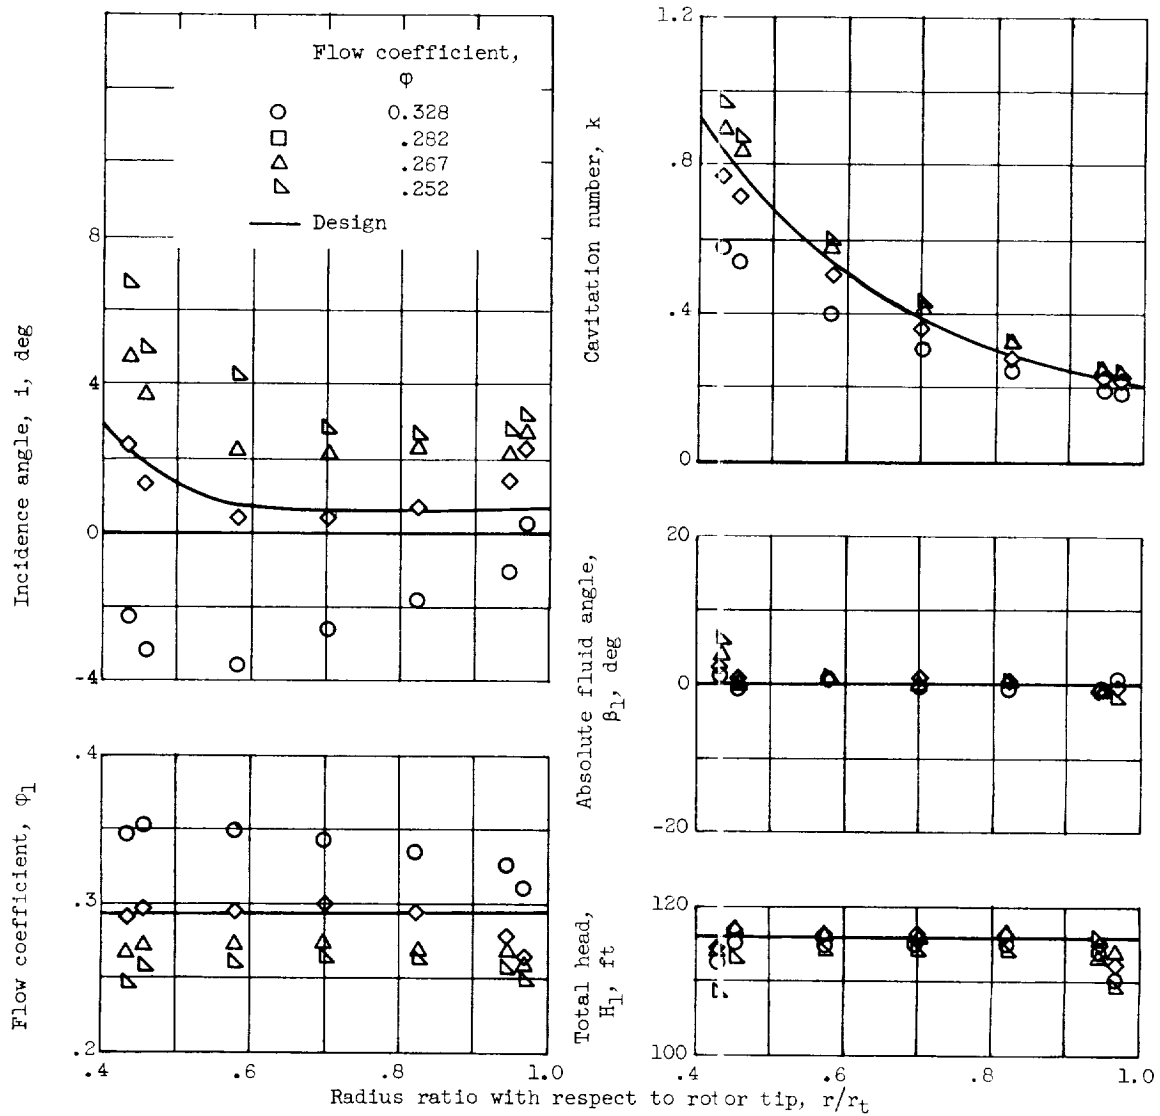 Flow coefficient,
φ
0.328
.282
.267
.252
Design
8
4
0
-4
Incidence angle, i, deg
.4
.3
.2
Flow coefficient, φ1
.4
.6
.8
1.0
1.2
.8
.4
0
Cavitation number, k
20
0
-20
Absolute fluid angle,
β1, deg
120
100
Total head,
H1, ft
.4
.6
.8
1.0
Radius ratio with respect to rotor tip, r/rt